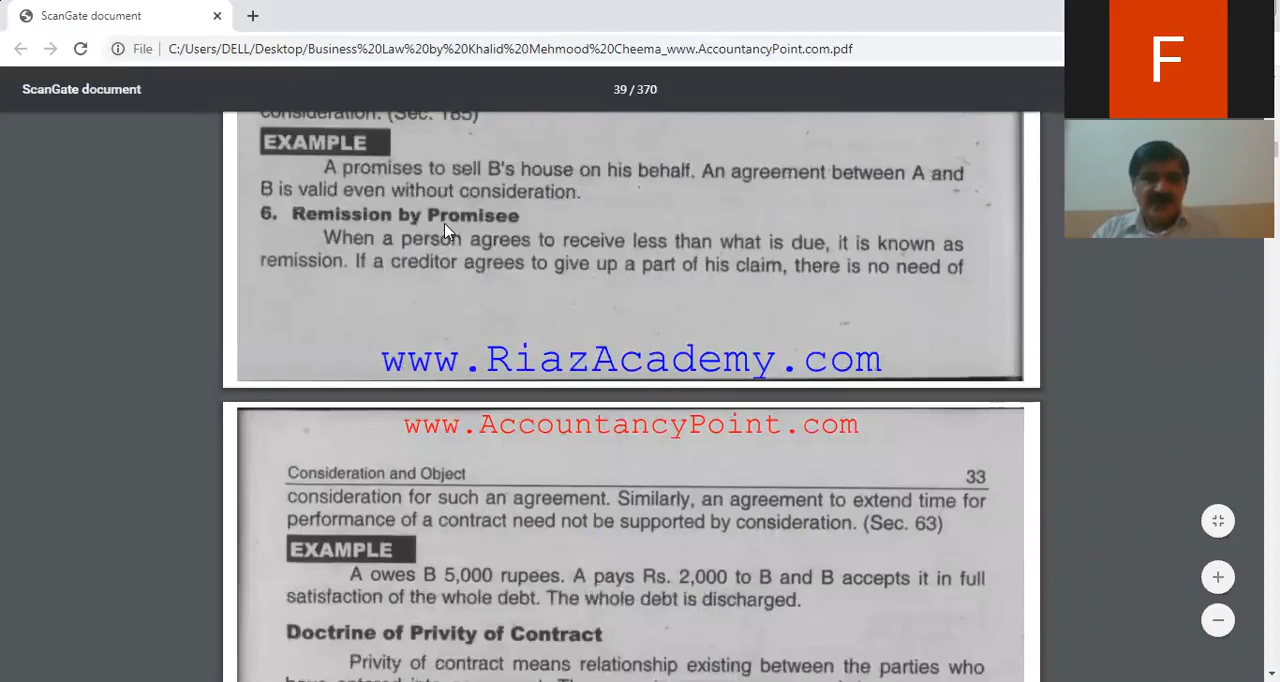 ScanGate document
File
C:/Users/DELL/Desktop/Business%20Law%20by%20Khalid%20Mehmood%20Cheema_www.AccountancyPoint.com.pdf
F
ScanGate document
39 / 370
consideration. (Sec. 185)
EXAMPLE
A promises to sell B's house on his behalf. An agreement between A and
B is valid even without consideration.
6. Remission by Promisee
When a person agrees to receive less than what is due, it is known as
remission. If a creditor agrees to give up a part of his claim, there is no need of
www.RiazAcademy.com
www.AccountancyPoint.com
Consideration and Object 33
consideration for such an agreement. Similarly, an agreement to extend time for
performance of a contract need not be supported by consideration. (Sec. 63)
EXAMPLE
A owes B 5,000 rupees. A pays Rs. 2,000 to B and B accepts it in full
satisfaction of the whole debt. The whole debt is discharged.
Doctrine of Privity of Contract
Privity of contract means relationship existing between the parties who